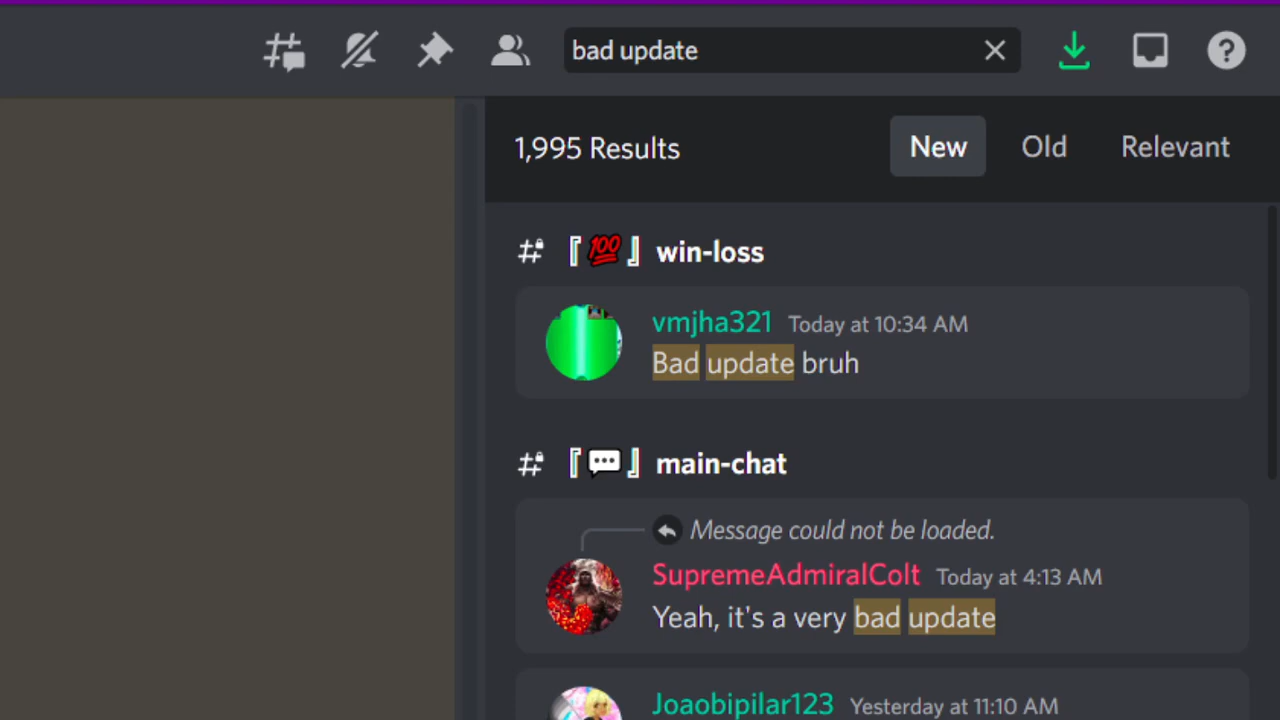 bad update
1,995 Results
New Old Relevant
『💯』 win-loss
vmjha321 Today at 10:34 AM
Bad update bruh
『💬』 main-chat
Message could not be loaded.
SupremeAdmiralColt Today at 4:13 AM
Yeah, it's a very bad update
Joaobipilar123 Yesterday at 11:10 AM